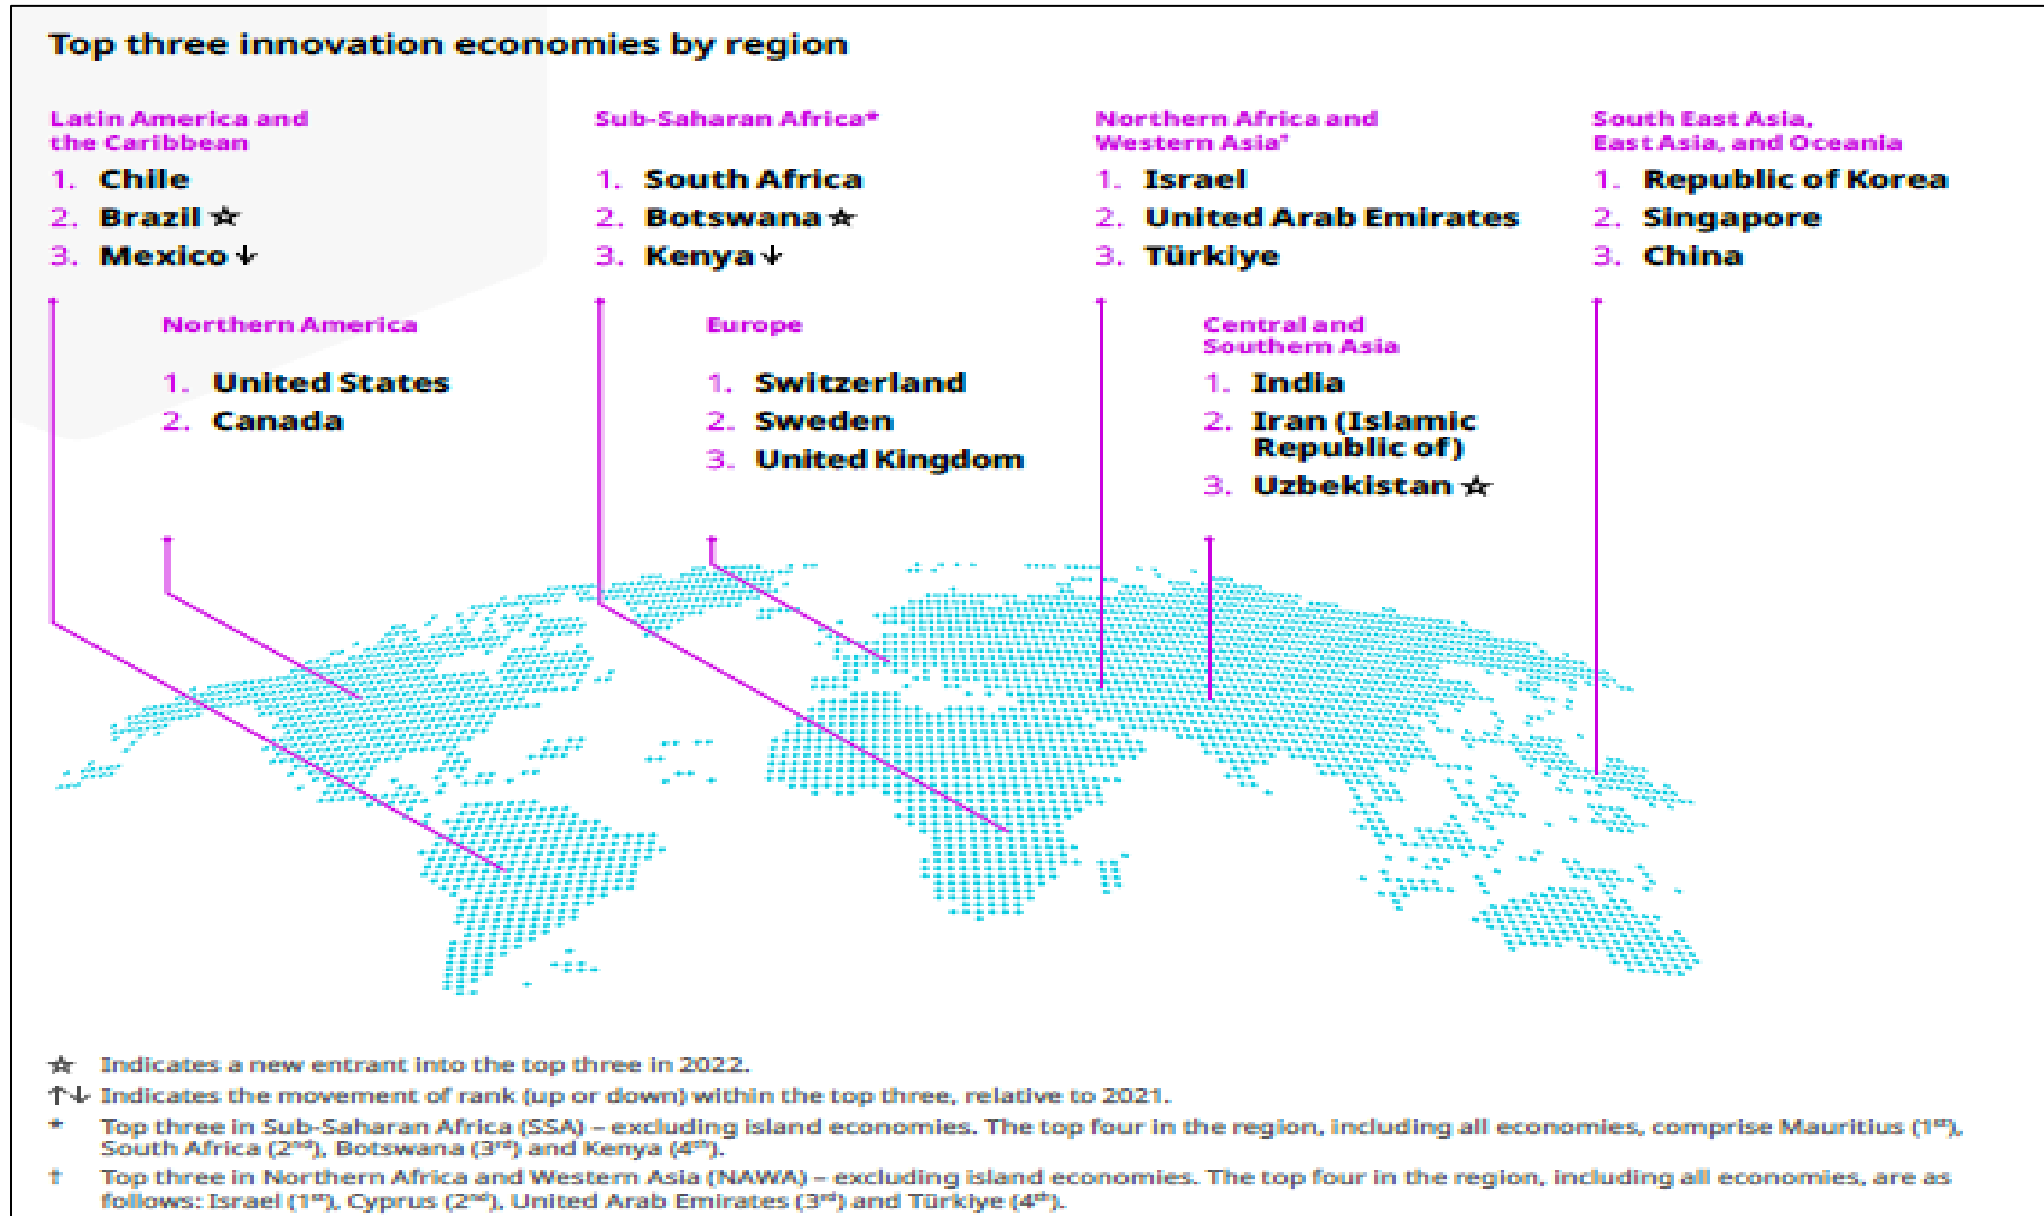 Top three innovation economies by region
Latin America and
the Caribbean
1. Chile
2. Brazil ☆
3. Mexico ↓
Sub-Saharan Africa*
1. South Africa
2. Botswana ☆
3. Kenya ↓
Northern Africa and
Western Asia†
1. Israel
2. United Arab Emirates
3. Türkiye
South East Asia,
East Asia, and Oceania
1. Republic of Korea
2. Singapore
3. China
Northern America
1. United States
2. Canada
Europe
1. Switzerland
2. Sweden
3. United Kingdom
Central and
Southern Asia
1. India
2. Iran (Islamic
Republic of)
3. Uzbekistan ☆
☆ Indicates a new entrant into the top three in 2022.
↑↓ Indicates the movement of rank (up or down) within the top three, relative to 2021.
* Top three in Sub-Saharan Africa (SSA) – excluding island economies. The top four in the region, including all economies, comprise Mauritius (1st),
South Africa (2nd), Botswana (3rd) and Kenya (4th).
† Top three in Northern Africa and Western Asia (NAWA) – excluding island economies. The top four in the region, including all economies, are as
follows: Israel (1st), Cyprus (2nd), United Arab Emirates (3rd) and Türkiye (4th).